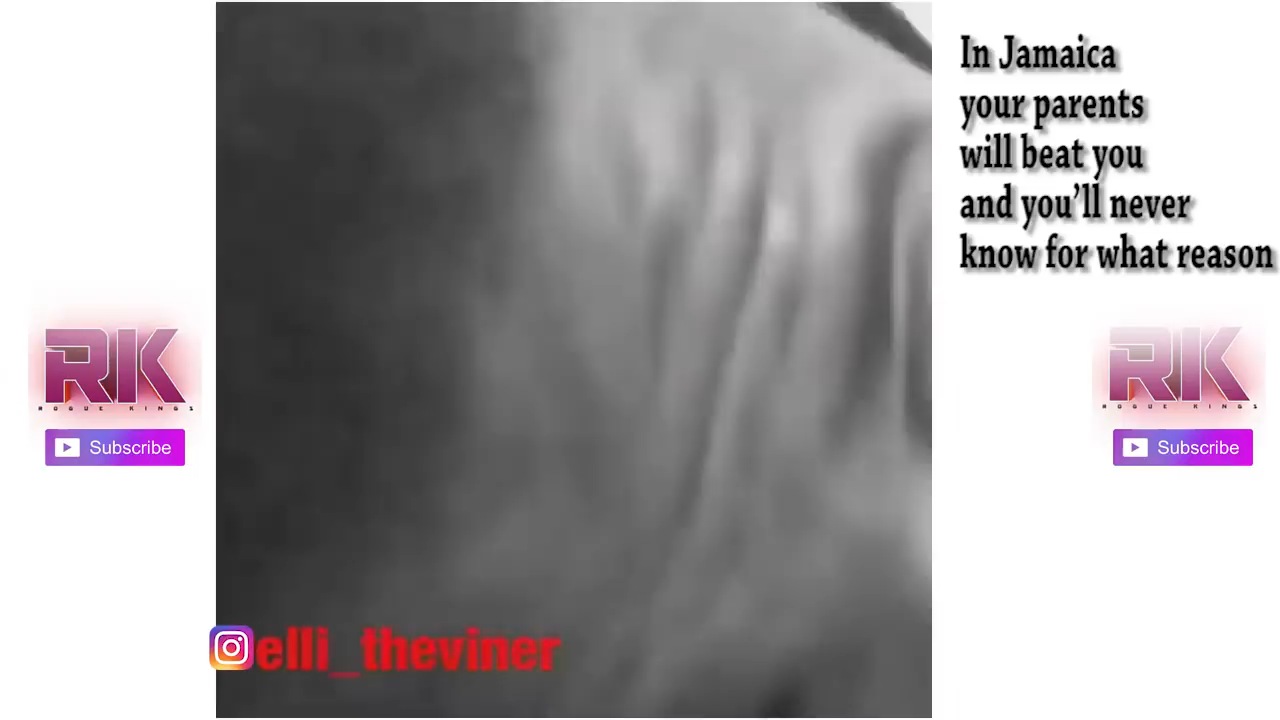 In Jamaica
your parents
will beat you
and you'll never
know for what reason
RK
ROGUE KINGS
Subscribe
RK
ROGUE KINGS
Subscribe
elli_theviner